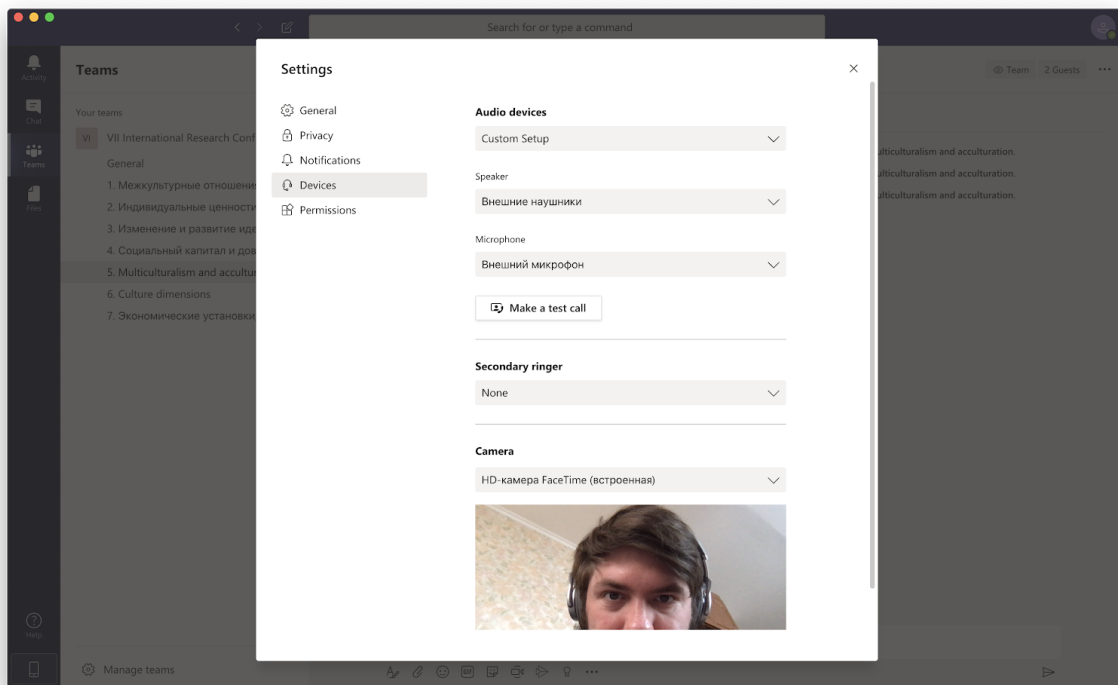 Search for or type a command
Activity
Chat
Teams
Files
Help
Teams
Your teams
VI
VII International Research Conf
General
1. Межкультурные отношения
2. Индивидуальные ценности
3. Изменение и развитие иде
4. Социальный капитал и дов
5. Multiculturalism and accultur
6. Culture dimensions
7. Экономические установки
Manage teams
Team
2 Guests
ulticulturalism and acculturation.
ulticulturalism and acculturation.
ulticulturalism and acculturation.
Settings
General
Privacy
Notifications
Devices
Permissions
Audio devices
Custom Setup
Speaker
Внешние наушники
Microphone
Внешний микрофон
Make a test call
Secondary ringer
None
Camera
HD-камера FaceTime (встроенная)